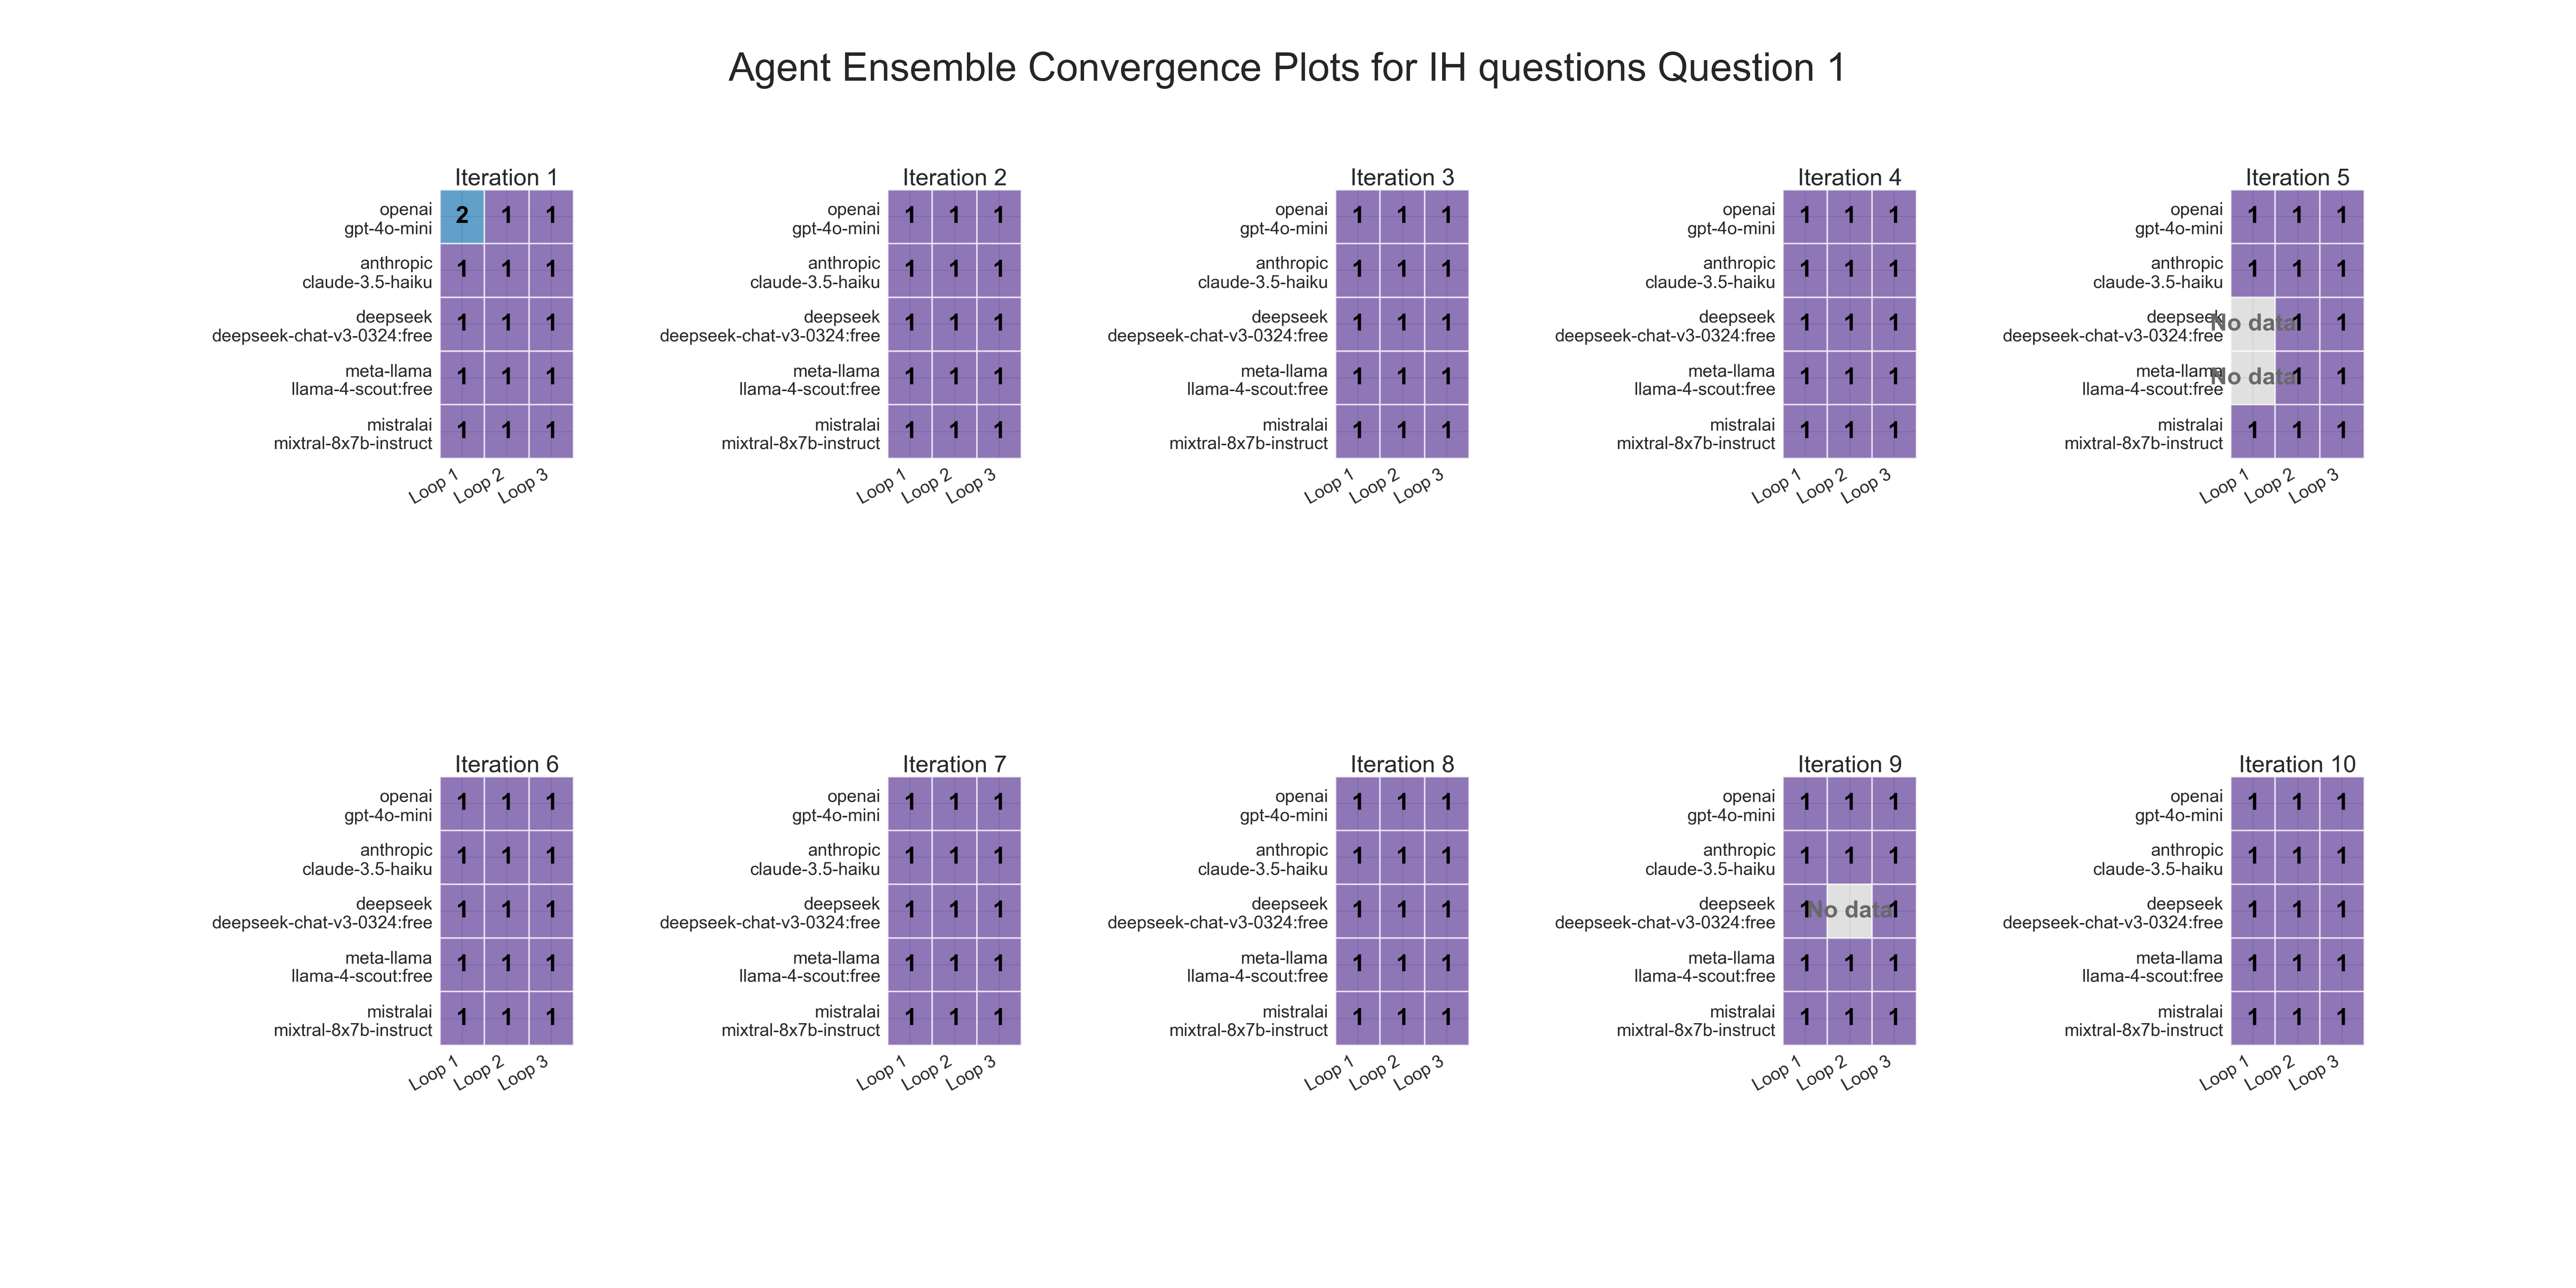 Agent Ensemble Convergence Plots for IH questions Question 1
Iteration 1
openai
gpt-4o-mini
2 1 1
anthropic
claude-3.5-haiku
1 1 1
deepseek
deepseek-chat-v3-0324:free
1 1 1
meta-llama
llama-4-scout:free
1 1 1
mistralai
mixtral-8x7b-instruct
1 1 1
Loop 1 Loop 2 Loop 3
Iteration 2
openai
gpt-4o-mini
1 1 1
anthropic
claude-3.5-haiku
1 1 1
deepseek
deepseek-chat-v3-0324:free
1 1 1
meta-llama
llama-4-scout:free
1 1 1
mistralai
mixtral-8x7b-instruct
1 1 1
Loop 1 Loop 2 Loop 3
Iteration 3
openai
gpt-4o-mini
1 1 1
anthropic
claude-3.5-haiku
1 1 1
deepseek
deepseek-chat-v3-0324:free
1 1 1
meta-llama
llama-4-scout:free
1 1 1
mistralai
mixtral-8x7b-instruct
1 1 1
Loop 1 Loop 2 Loop 3
Iteration 4
openai
gpt-4o-mini
1 1 1
anthropic
claude-3.5-haiku
1 1 1
deepseek
deepseek-chat-v3-0324:free
1 1 1
meta-llama
llama-4-scout:free
1 1 1
mistralai
mixtral-8x7b-instruct
1 1 1
Loop 1 Loop 2 Loop 3
Iteration 5
openai
gpt-4o-mini
1 1 1
anthropic
claude-3.5-haiku
1 1 1
deepseek
deepseek-chat-v3-0324:free
No data 1 1
meta-llama
llama-4-scout:free
No data 1 1
mistralai
mixtral-8x7b-instruct
1 1 1
Loop 1 Loop 2 Loop 3
Iteration 6
openai
gpt-4o-mini
1 1 1
anthropic
claude-3.5-haiku
1 1 1
deepseek
deepseek-chat-v3-0324:free
1 1 1
meta-llama
llama-4-scout:free
1 1 1
mistralai
mixtral-8x7b-instruct
1 1 1
Loop 1 Loop 2 Loop 3
Iteration 7
openai
gpt-4o-mini
1 1 1
anthropic
claude-3.5-haiku
1 1 1
deepseek
deepseek-chat-v3-0324:free
1 1 1
meta-llama
llama-4-scout:free
1 1 1
mistralai
mixtral-8x7b-instruct
1 1 1
Loop 1 Loop 2 Loop 3
Iteration 8
openai
gpt-4o-mini
1 1 1
anthropic
claude-3.5-haiku
1 1 1
deepseek
deepseek-chat-v3-0324:free
1 1 1
meta-llama
llama-4-scout:free
1 1 1
mistralai
mixtral-8x7b-instruct
1 1 1
Loop 1 Loop 2 Loop 3
Iteration 9
openai
gpt-4o-mini
1 1 1
anthropic
claude-3.5-haiku
1 1 1
deepseek
deepseek-chat-v3-0324:free
1 No data 1
meta-llama
llama-4-scout:free
1 1 1
mistralai
mixtral-8x7b-instruct
1 1 1
Loop 1 Loop 2 Loop 3
Iteration 10
openai
gpt-4o-mini
1 1 1
anthropic
claude-3.5-haiku
1 1 1
deepseek
deepseek-chat-v3-0324:free
1 1 1
meta-llama
llama-4-scout:free
1 1 1
mistralai
mixtral-8x7b-instruct
1 1 1
Loop 1 Loop 2 Loop 3